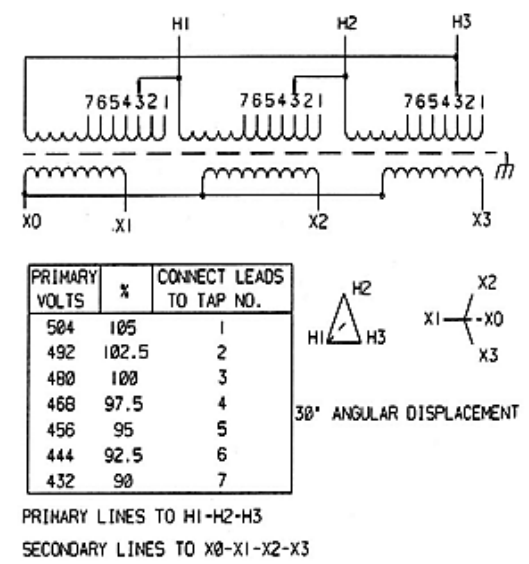 H1 H2 H3
7654321 7654321 7654321
X0 X1 X2 X3
PRIMARY VOLTS % CONNECT LEADS TO TAP NO.
504 105 1
492 102.5 2
480 100 3
468 97.5 4
456 95 5
444 92.5 6
432 90 7
H2
H1 H3
X2
X1 X0
X3
30° ANGULAR DISPLACEMENT
PRIMARY LINES TO H1-H2-H3
SECONDARY LINES TO X0-X1-X2-X3